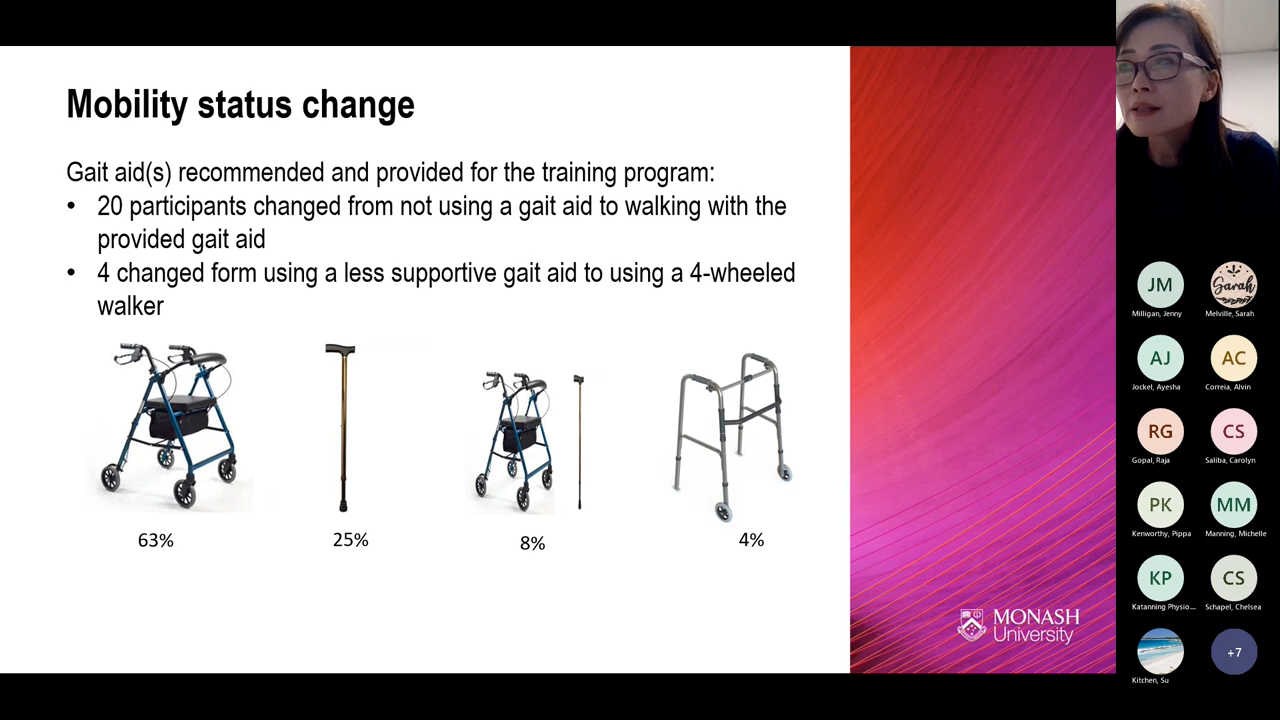 Mobility status change
Gait aid(s) recommended and provided for the training program:
• 20 participants changed from not using a gait aid to walking with the
provided gait aid
• 4 changed form using a less supportive gait aid to using a 4-wheeled
walker
63%
25%
8%
4%
MONASH
University
JM
Milligan, Jenny
Sarah
Melville, Sarah
AJ
Jockel, Ayesha
AC
Correia, Alvin
RG
Gopal, Raja
CS
Saliba, Carolyn
PK
Kenworthy, Pippa
MM
Manning, Michelle
KP
Katanning Physio...
CS
Schapel, Chelsea
Kitchen, Su
+7